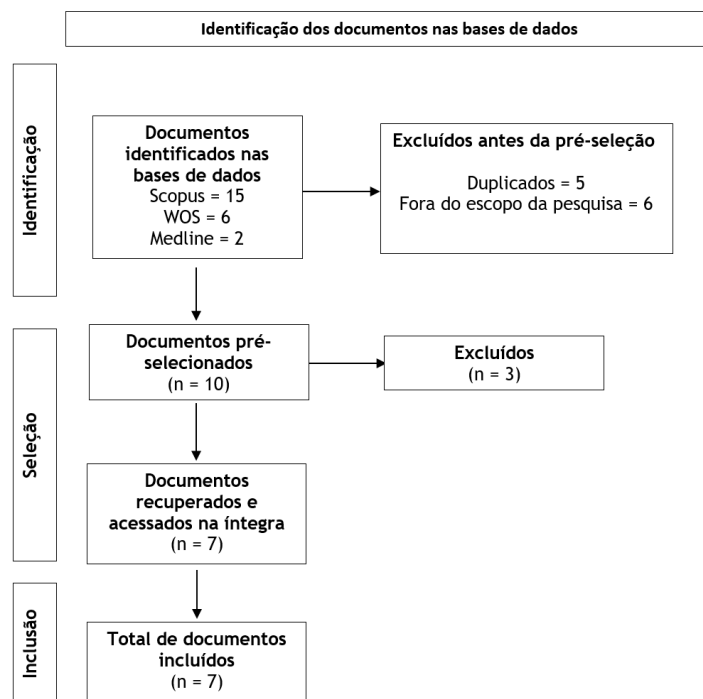 Identificação dos documentos nas bases de dados
Identificação
Documentos
identificados nas
bases de dados
Scopus = 15
WOS = 6
Medline = 2
Excluídos antes da pré-seleção
Duplicados = 5
Fora do escopo da pesquisa = 6
Seleção
Documentos pré-
selecionados
(n = 10)
Excluídos
(n = 3)
Documentos
recuperados e
acessados na íntegra
(n = 7)
Inclusão
Total de documentos
incluídos
(n = 7)